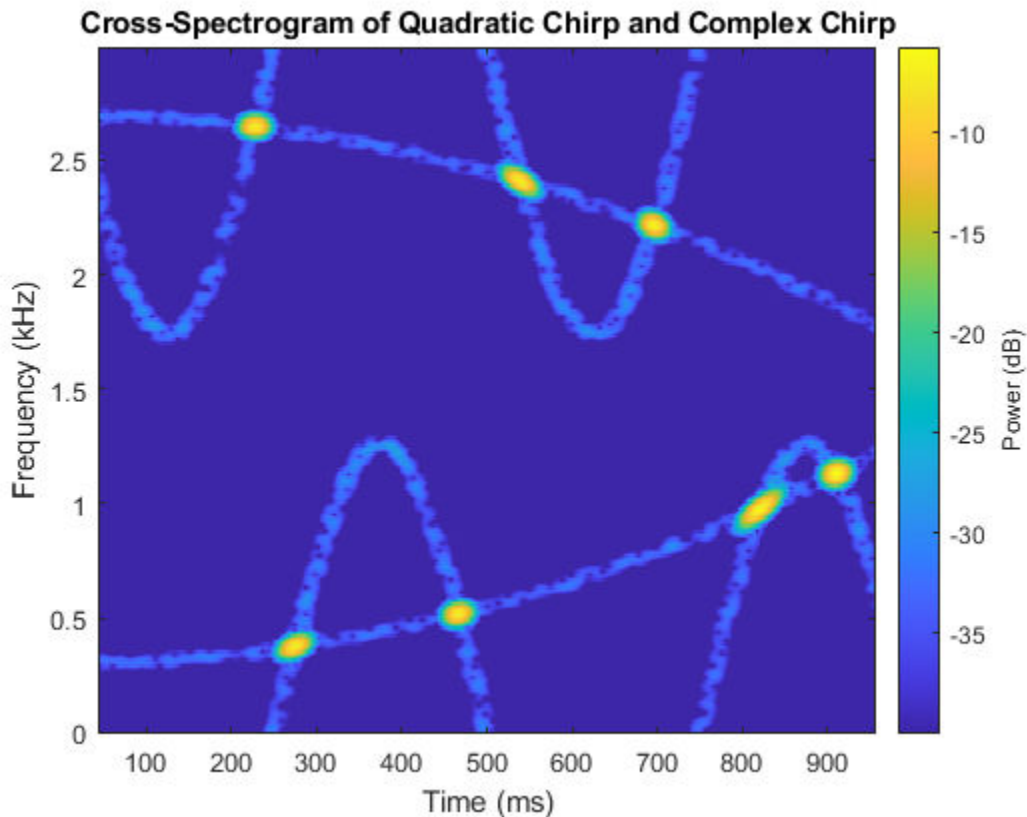 Cross-Spectrogram of Quadratic Chirp and Complex Chirp
2.5
2
1.5
1
0.5
0
Frequency (kHz)
100 200 300 400 500 600 700 800 900
Time (ms)
-10
-15
-20
-25
-30
-35
Power (dB)